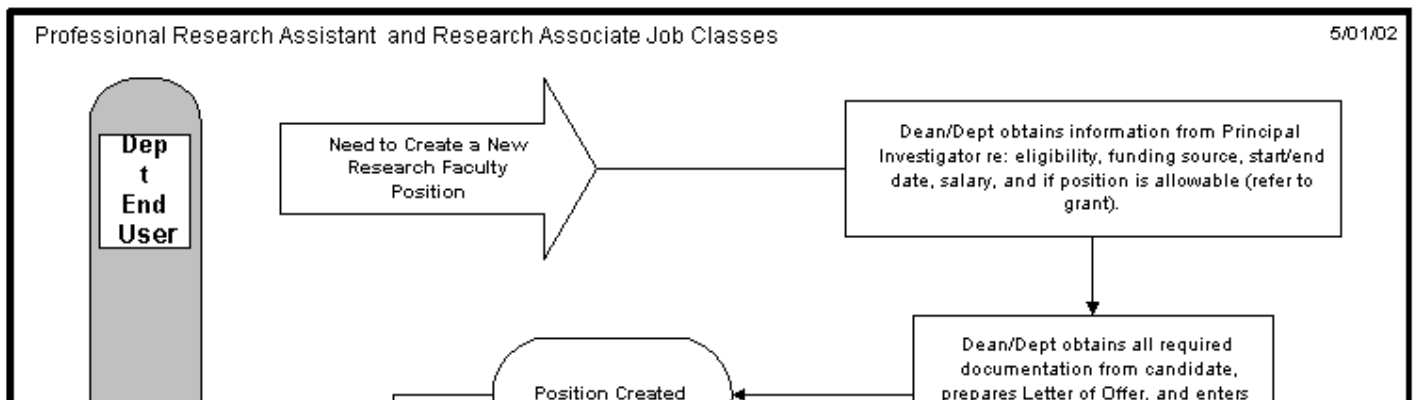 Professional Research Assistant and Research Associate Job Classes
5/01/02
Dep
t
End
User
Need to Create a New
Research Faculty
Position
Dean/Dept obtains information from Principal
Investigator re: eligibility, funding source, start/end
date, salary, and if position is allowable (refer to
grant).
Dean/Dept obtains all required
documentation from candidate,
prepares Letter of Offer, and enters
Position Created